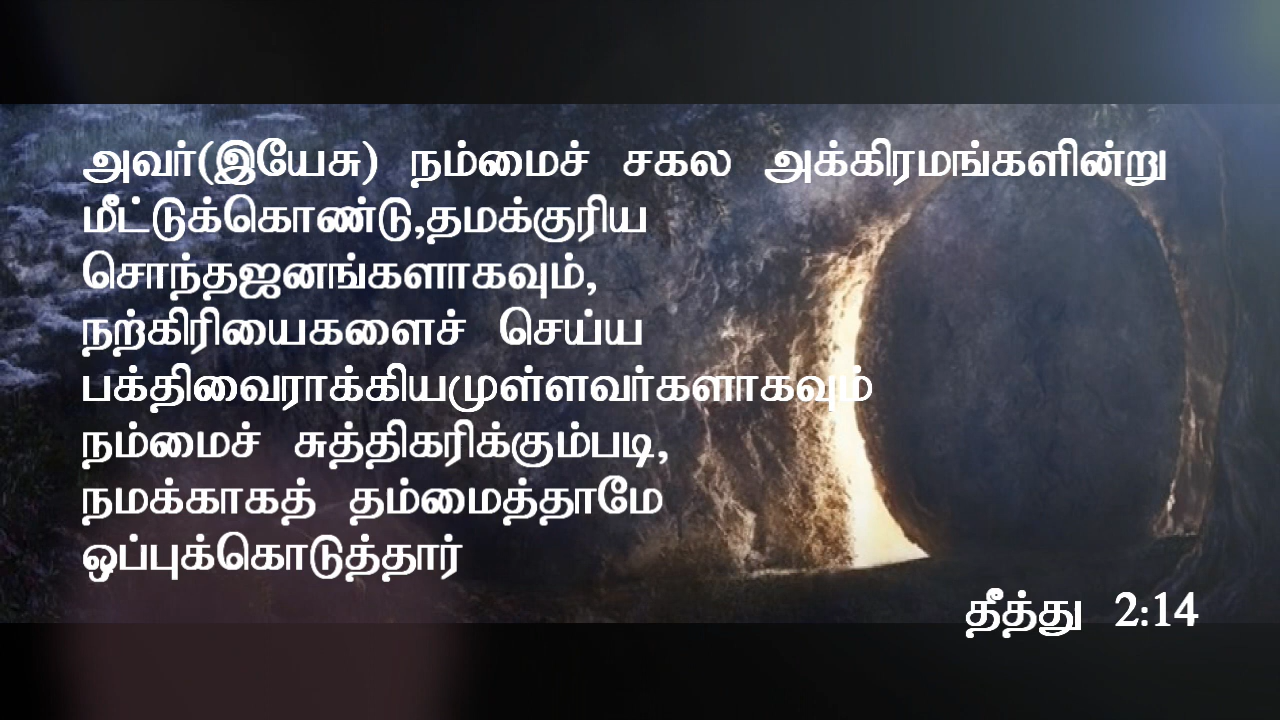 அவர்(இயேசு) நம்மைச் சகல அக்கிரமங்களின்று
மீட்டுக்கொண்டு,தமக்குரிய
சொந்தஜனங்களாகவும்,
நற்கிரியைகளைச் செய்ய
பக்திவைராக்கியமுள்ளவர்களாகவும்
நம்மைச் சுத்திகரிக்கும்படி,
நமக்காகத் தம்மைத்தாமே
ஒப்புக்கொடுத்தார்
தீத்து 2:14